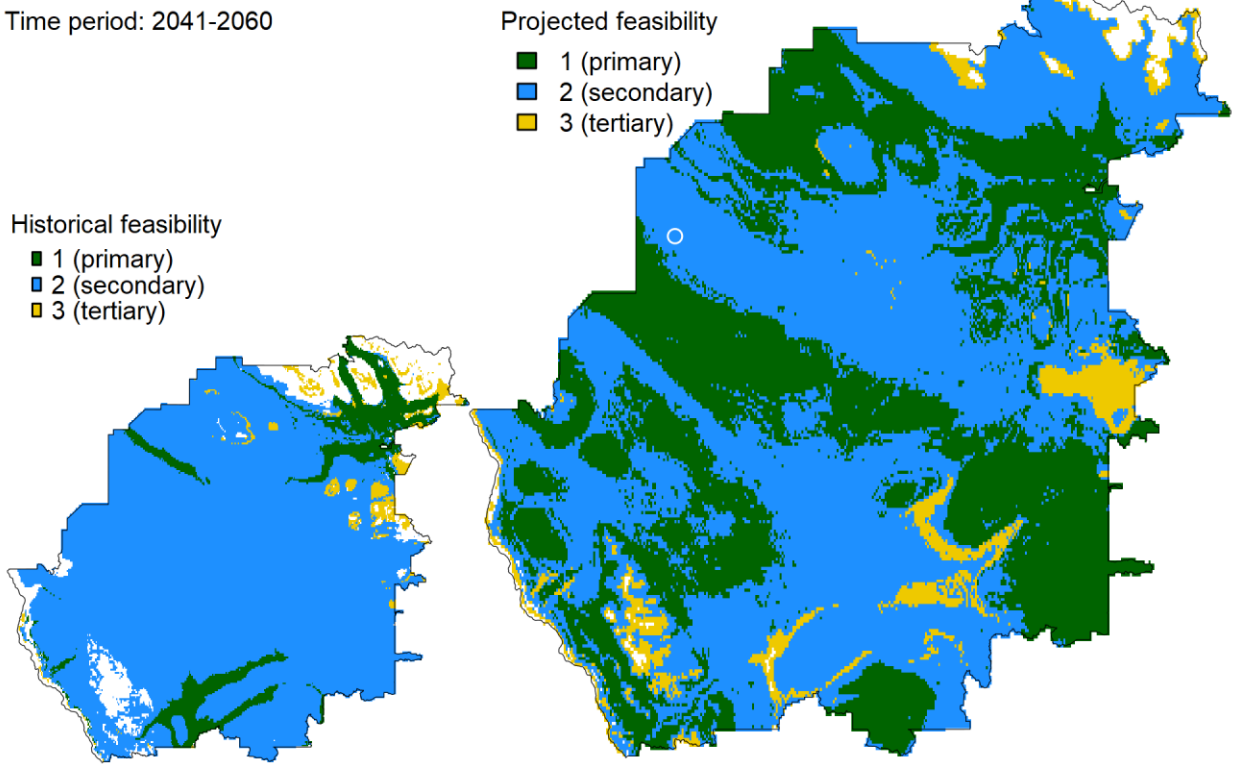 Time period: 2041-2060
Projected feasibility
1 (primary)
2 (secondary)
3 (tertiary)
Historical feasibility
1 (primary)
2 (secondary)
3 (tertiary)